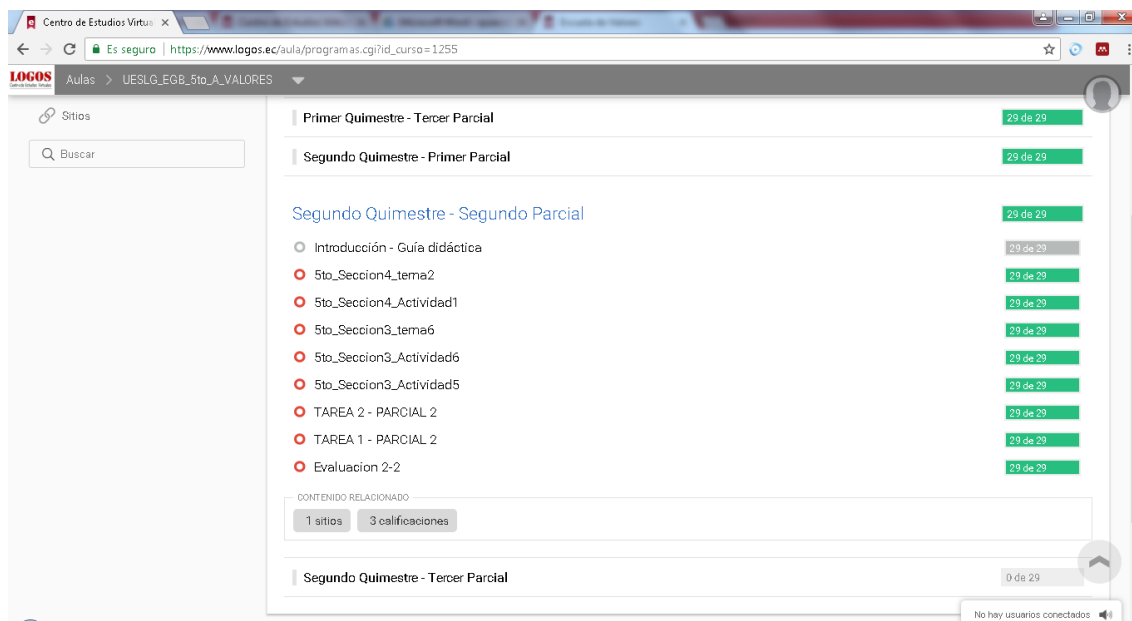 Centro de Estudios Virtua
Es seguro | https://www.logos.ec/aula/programas.cgi?id_curso=1255
LOGOS Aulas > UESLG_EGB_5to_A_VALORES
Sitios
Buscar
Primer Quimestre - Tercer Parcial 29 de 29
Segundo Quimestre - Primer Parcial 29 de 29
Segundo Quimestre - Segundo Parcial 29 de 29
Introducción - Guía didáctica 29 de 29
5to_Seccion4_tema2 29 de 29
5to_Seccion4_Actividad1 29 de 29
5to_Seccion3_tema6 29 de 29
5to_Seccion3_Actividad6 29 de 29
5to_Seccion3_Actividad5 29 de 29
TAREA 2 - PARCIAL 2 29 de 29
TAREA 1 - PARCIAL 2 29 de 29
Evaluacion 2-2 29 de 29
CONTENIDO RELACIONADO
1 sitios 3 calificaciones
Segundo Quimestre - Tercer Parcial 0 de 29
No hay usuarios conectados